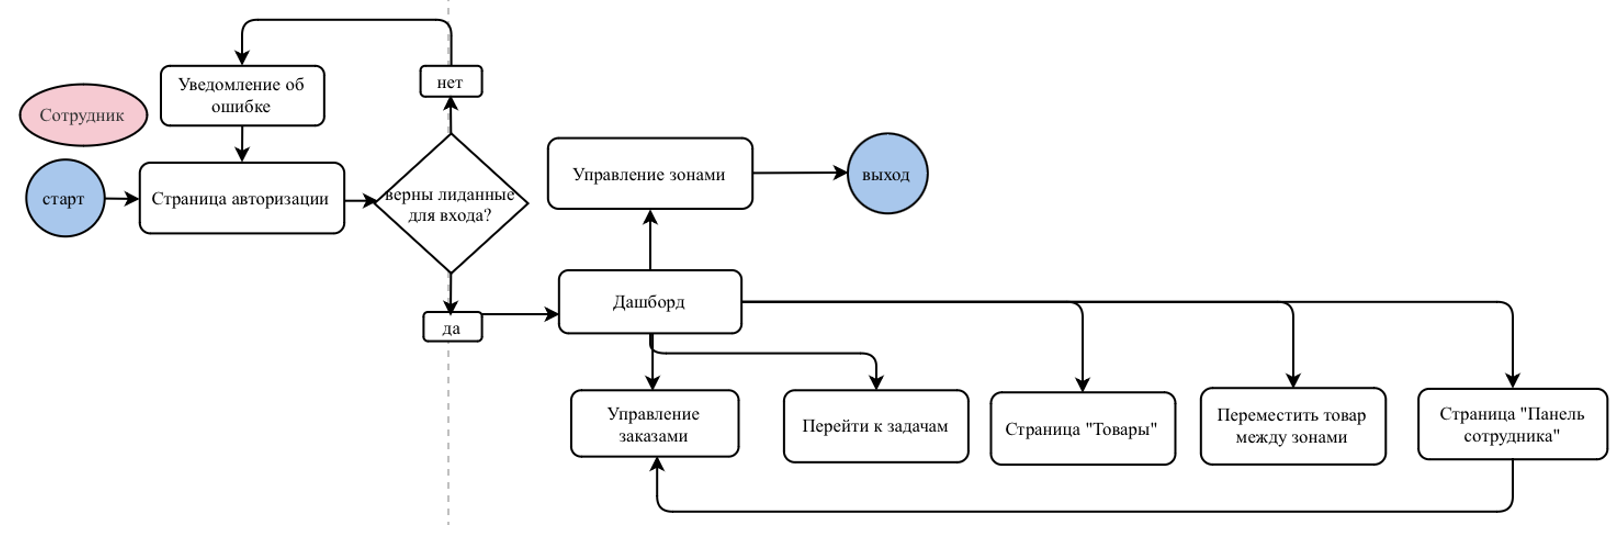 нет
Уведомление об
ошибке
Сотрудник
старт
Страница авторизации
верны лиданные
для входа?
Управление зонами
выход
Дашборд
да
Управление
заказами
Перейти к задачам
Страница "Товары"
Переместить товар
между зонами
Страница "Панель
сотрудника"